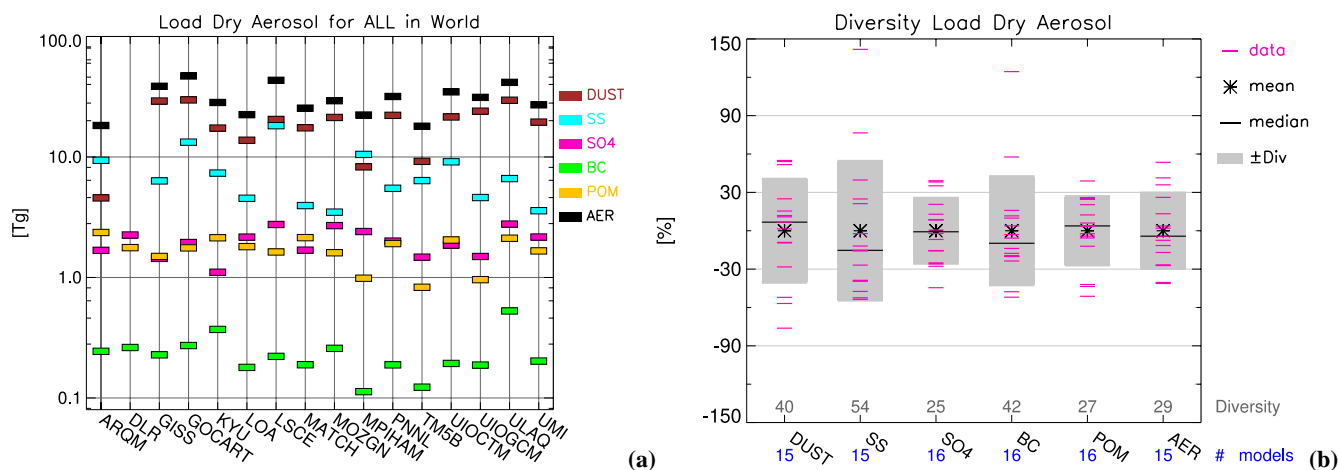 Load Dry Aerosol for ALL in World
100.0
10.0
1.0
0.1
[Tg]
DUST
SS
SO4
BC
POM
AER
ARQM
DLR
GISS
GOCART
KYU
LOA
LSCE
MATCH
MOZGN
MPIHAM
PNNL
TM5B
UIOCTM
UIOGCM
ULAQ
UMI
(a)
Diversity Load Dry Aerosol
150
90
30
-30
-90
-150
[%]
data
mean
median
±Div
40 54 25 42 27 29 Diversity
DUST SS SO4 BC POM AER
15 15 16 16 16 15 # models
(b)